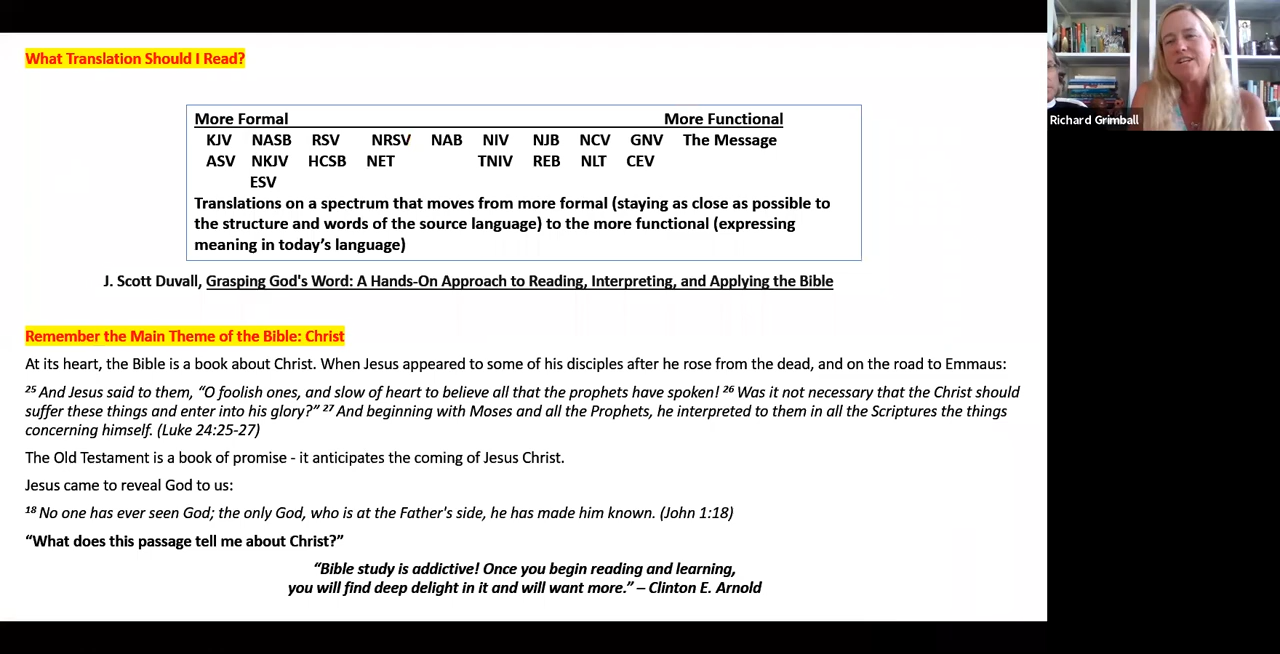 What Translation Should I Read?
More Formal More Functional
KJV NASB RSV NRSV NAB NIV NJB NCV GNV The Message
ASV NKJV HCSB NET TNIV REB NLT CEV
ESV
Translations on a spectrum that moves from more formal (staying as close as possible to
the structure and words of the source language) to the more functional (expressing
meaning in today’s language)
J. Scott Duvall, Grasping God's Word: A Hands-On Approach to Reading, Interpreting, and Applying the Bible
Remember the Main Theme of the Bible: Christ
At its heart, the Bible is a book about Christ. When Jesus appeared to some of his disciples after he rose from the dead, and on the road to Emmaus:
25 And Jesus said to them, “O foolish ones, and slow of heart to believe all that the prophets have spoken! 26 Was it not necessary that the Christ should
suffer these things and enter into his glory?” 27 And beginning with Moses and all the Prophets, he interpreted to them in all the Scriptures the things
concerning himself. (Luke 24:25-27)
The Old Testament is a book of promise - it anticipates the coming of Jesus Christ.
Jesus came to reveal God to us:
18 No one has ever seen God; the only God, who is at the Father's side, he has made him known. (John 1:18)
“What does this passage tell me about Christ?”
“Bible study is addictive! Once you begin reading and learning,
you will find deep delight in it and will want more.” – Clinton E. Arnold
Richard Grimball